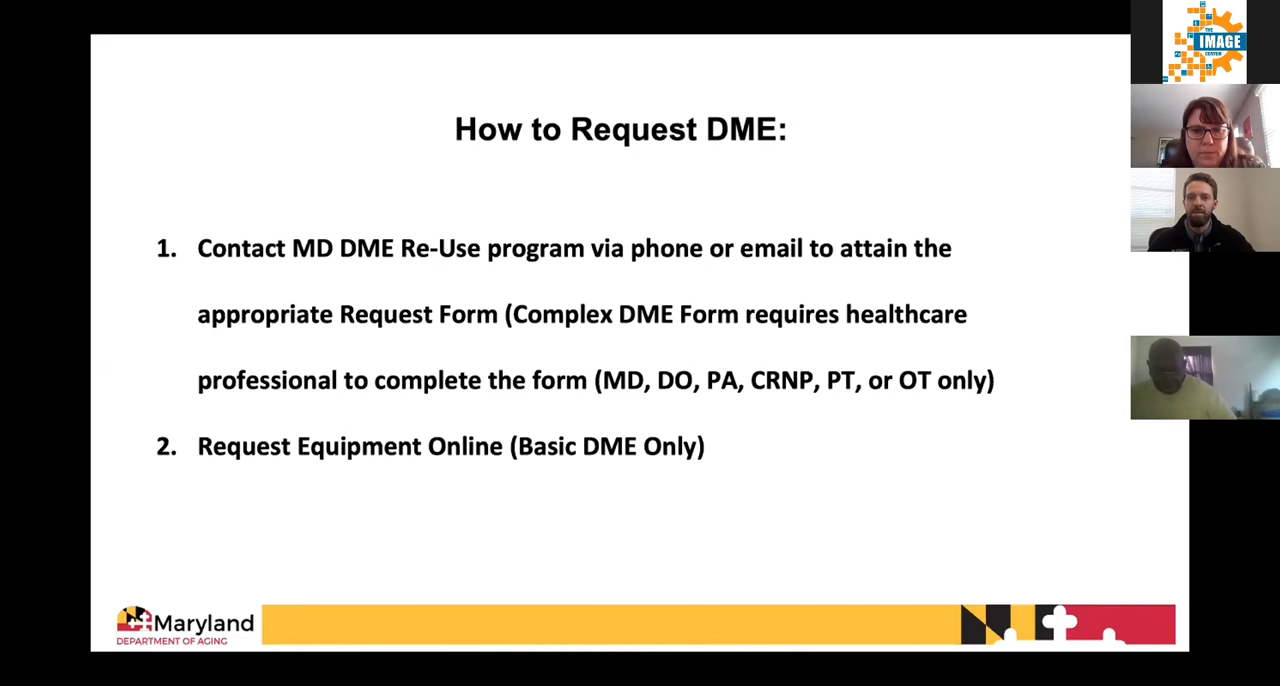 THE
IMAGE
CENTER
How to Request DME:
1. Contact MD DME Re-Use program via phone or email to attain the
appropriate Request Form (Complex DME Form requires healthcare
professional to complete the form (MD, DO, PA, CRNP, PT, or OT only)
2. Request Equipment Online (Basic DME Only)
Maryland
DEPARTMENT OF AGING